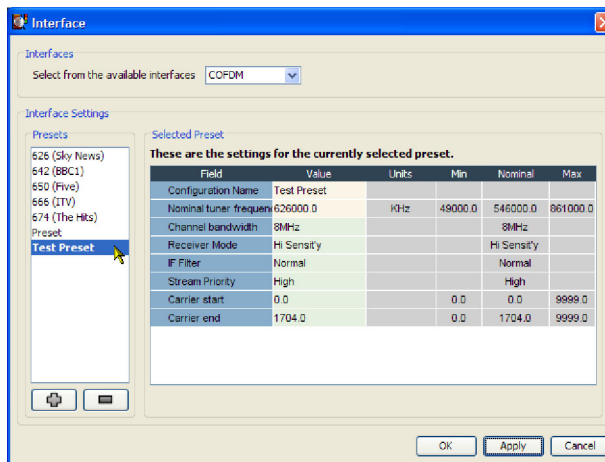 Interface
Interfaces
Select from the available interfaces COFDM
Interface Settings
Presets
626 (Sky News)
642 (BBC1)
650 (Five)
666 (ITV)
674 (The Hits)
Preset
Test Preset
Selected Preset
These are the settings for the currently selected preset.
Field Value Units Min Nominal Max
Configuration Name Test Preset
Nominal tuner frequen 626000.0 KHz 49000.0 546000.0 861000.0
Channel bandwidth 8MHz 8MHz
Receiver Mode Hi Sensit'y Hi Sensit'y
IF Filter Normal Normal
Stream Priority High High
Carrier start 0.0 0.0 0.0 9999.0
Carrier end 1704.0 0.0 1704.0 9999.0
OK Apply Cancel